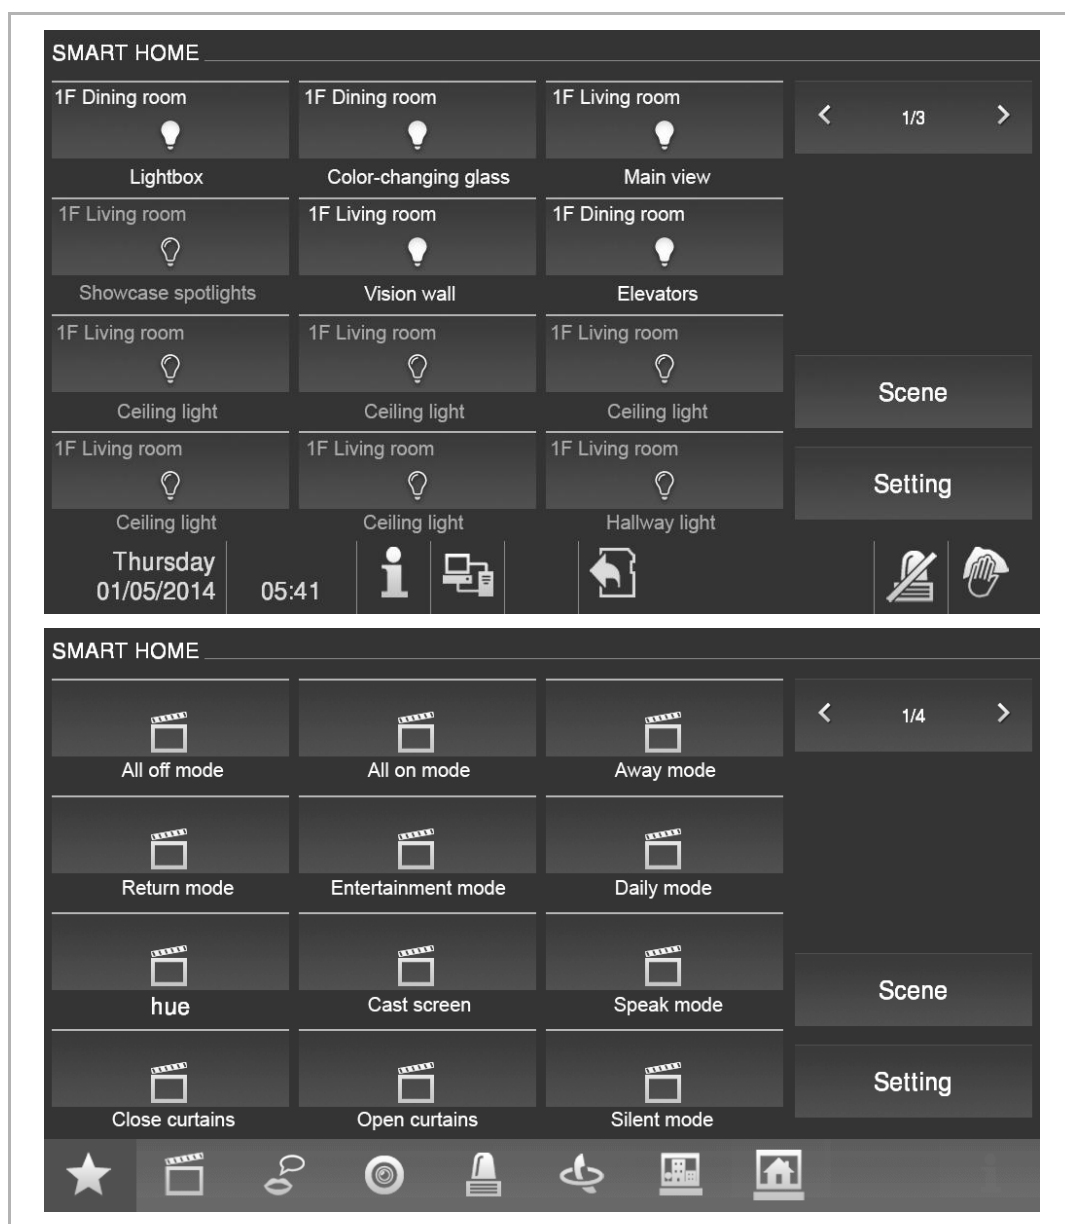 SMART HOME
1F Dining room 1F Dining room 1F Living room
1/3
Lightbox Color-changing glass Main view
1F Living room 1F Living room 1F Dining room
Showcase spotlights Vision wall Elevators
1F Living room 1F Living room 1F Living room
Scene
Ceiling light Ceiling light Ceiling light
1F Living room 1F Living room 1F Living room
Setting
Ceiling light Ceiling light Hallway light
Thursday
01/05/2014 05:41
SMART HOME
1/4
All off mode All on mode Away mode
Return mode Entertainment mode Daily mode
Scene
hue Cast screen Speak mode
Setting
Close curtains Open curtains Silent mode